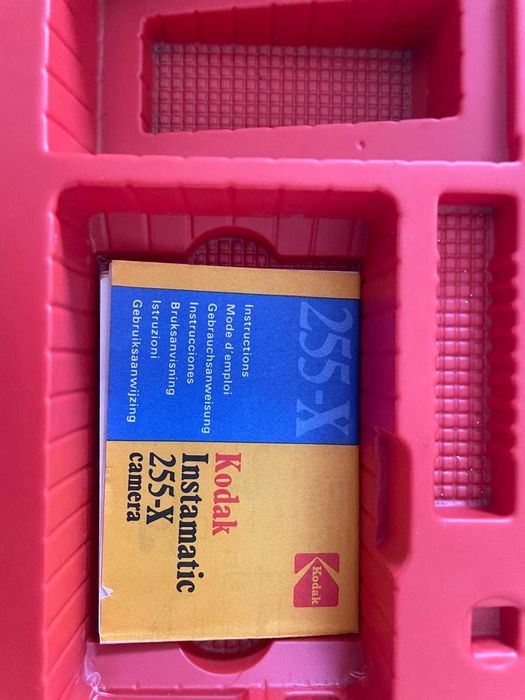 255-X
Instructions
Mode d'emploi
Gebrauchsanweisung
Instrucciones
Bruksanvisning
Istruzioni
Gebruiksaanwijzing
Kodak
Instamatic
255-X
camera
Kodak